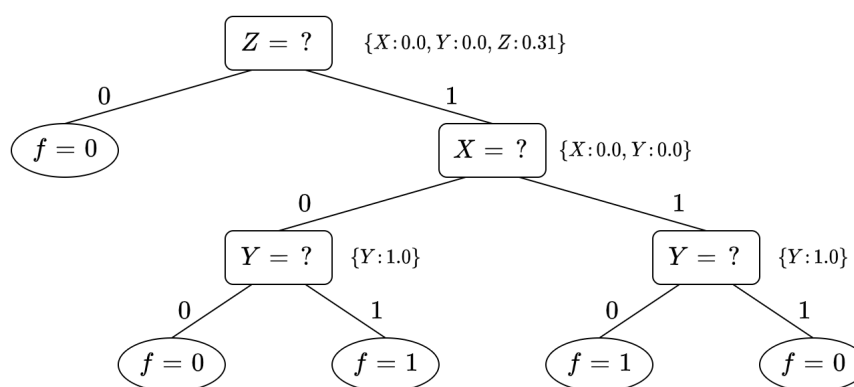 Z = ? {X:0.0, Y:0.0, Z:0.31}
0 1
f = 0 X = ? {X:0.0, Y:0.0}
0 1
Y = ? {Y:1.0} Y = ? {Y:1.0}
0 1 0 1
f = 0 f = 1 f = 1 f = 0